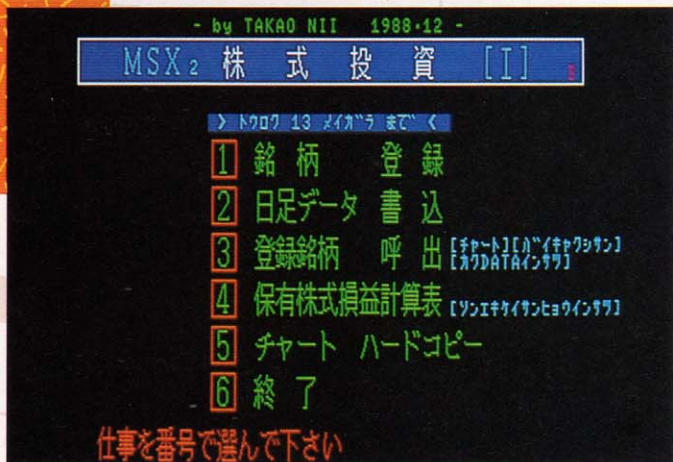 - by TAKAO NII 1988・12 -
MSX2 株式投資 [I]
> トウロク 13 メイガラ まで <
1 銘柄 登録
2 日足データ 書込
3 登録銘柄 呼出 [チャート][バイキャクシサン]
[カクDATAインサツ]
4 保有株式損益計算表 [ソンエキケイサンヒョウインサツ]
5 チャート ハードコピー
6 終了
仕事を番号で選んで下さい